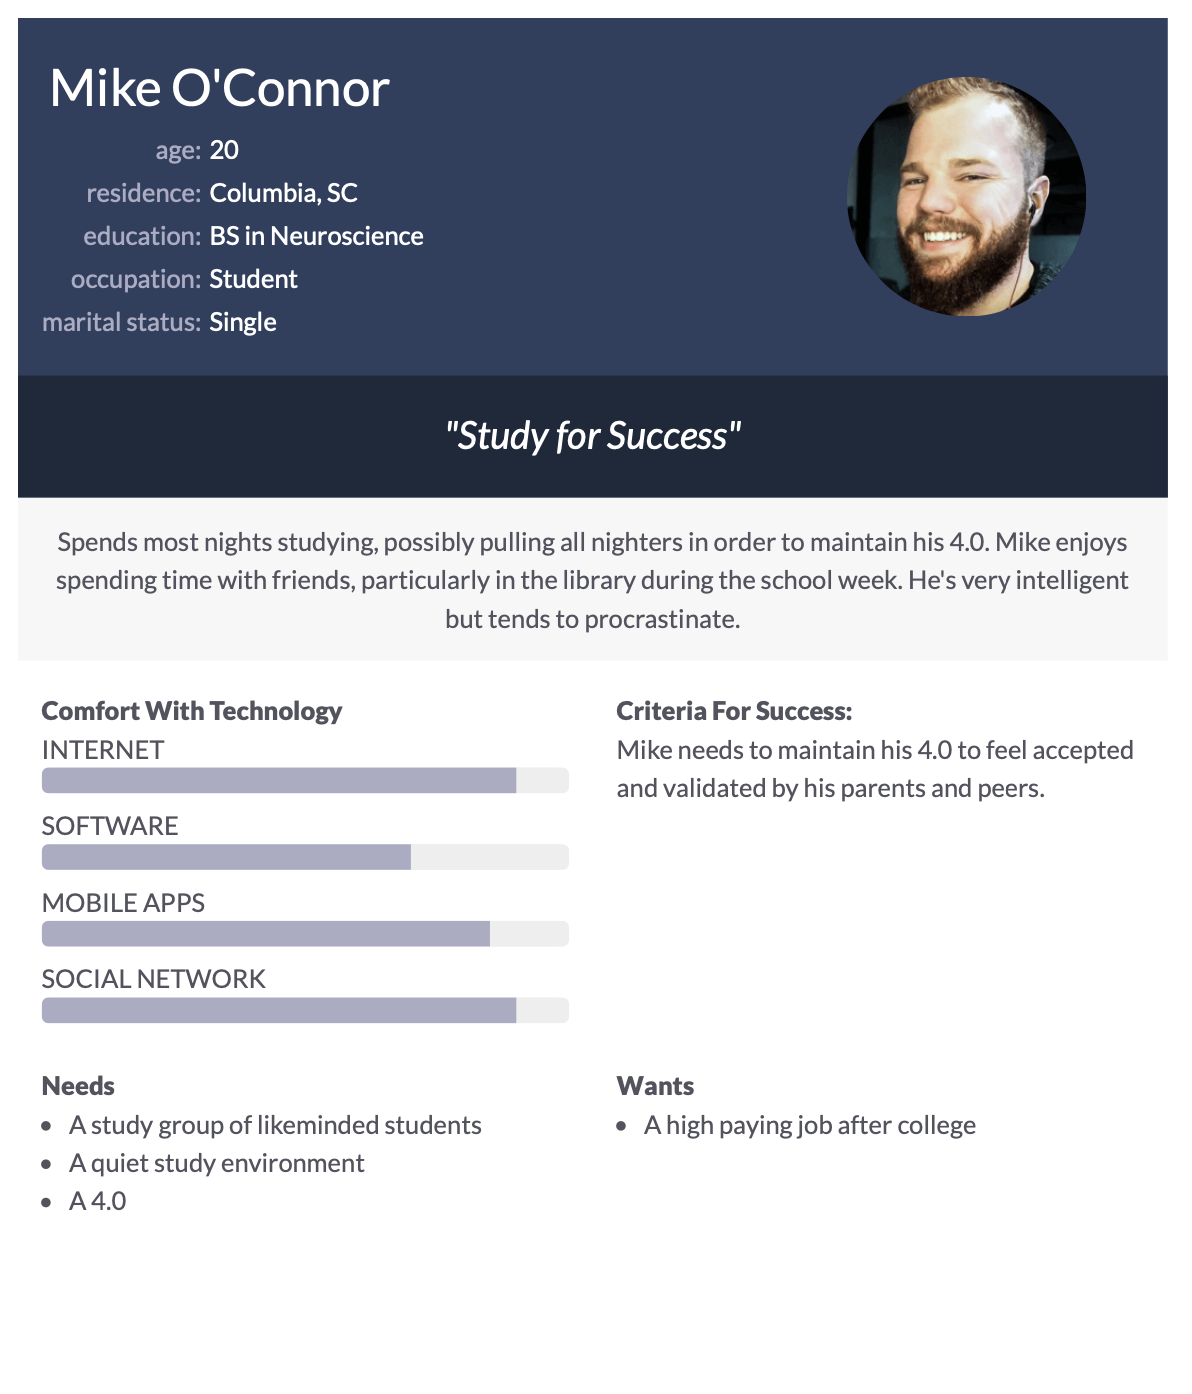 Mike O'Connor
age: 20
residence: Columbia, SC
education: BS in Neuroscience
occupation: Student
marital status: Single
"Study for Success"
Spends most nights studying, possibly pulling all nighters in order to maintain his 4.0. Mike enjoys
spending time with friends, particularly in the library during the school week. He's very intelligent
but tends to procrastinate.
Comfort With Technology
INTERNET
SOFTWARE
MOBILE APPS
SOCIAL NETWORK
Criteria For Success:
Mike needs to maintain his 4.0 to feel accepted
and validated by his parents and peers.
Needs
• A study group of likeminded students
• A quiet study environment
• A 4.0
Wants
• A high paying job after college